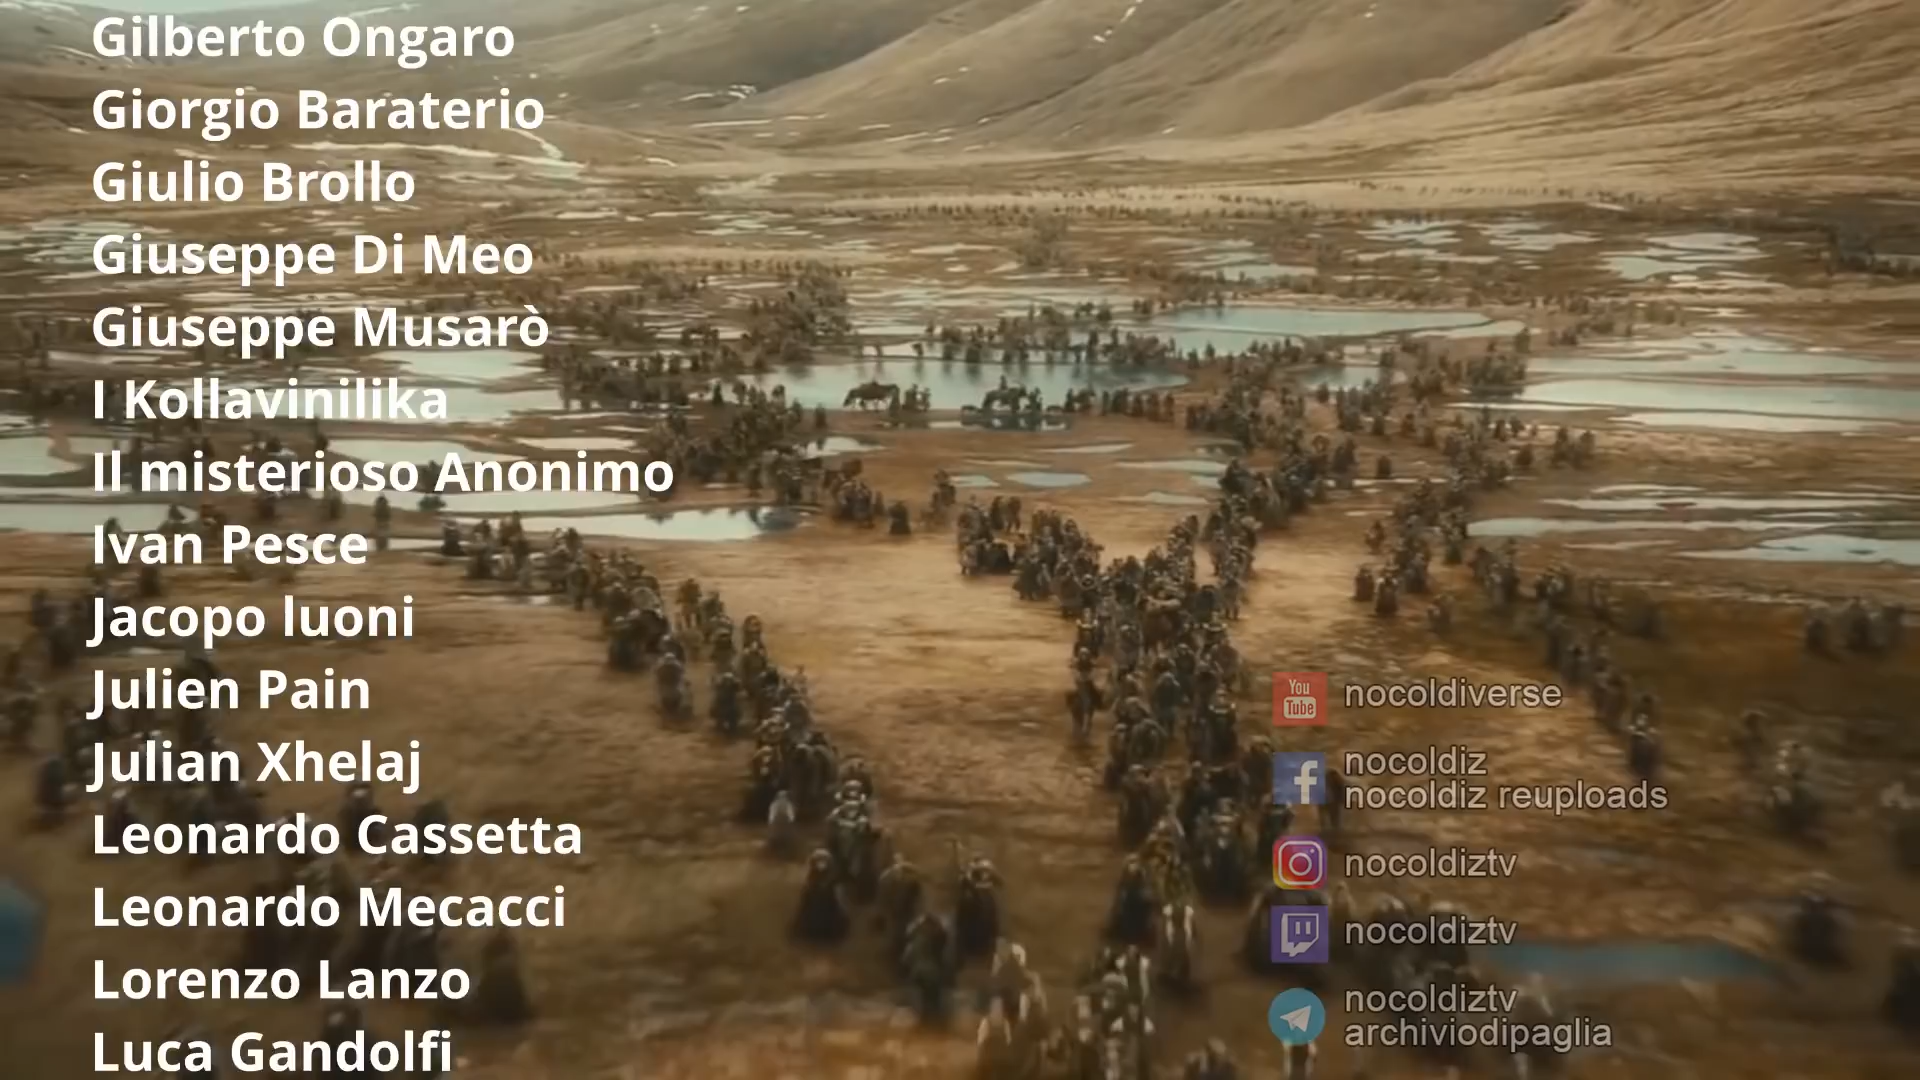 Gilberto Ongaro
Giorgio Baraterio
Giulio Brollo
Giuseppe Di Meo
Giuseppe Musarò
I Kollavinilika
Il misterioso Anonimo
Ivan Pesce
Jacopo luoni
Julien Pain
Julian Xhelaj
Leonardo Cassetta
Leonardo Mecacci
Lorenzo Lanzo
Luca Gandolfi
You
Tube
nocoldiverse
nocoldiz
nocoldiz reuploads
nocoldiztv
nocoldiztv
nocoldiztv
archiviodipaglia